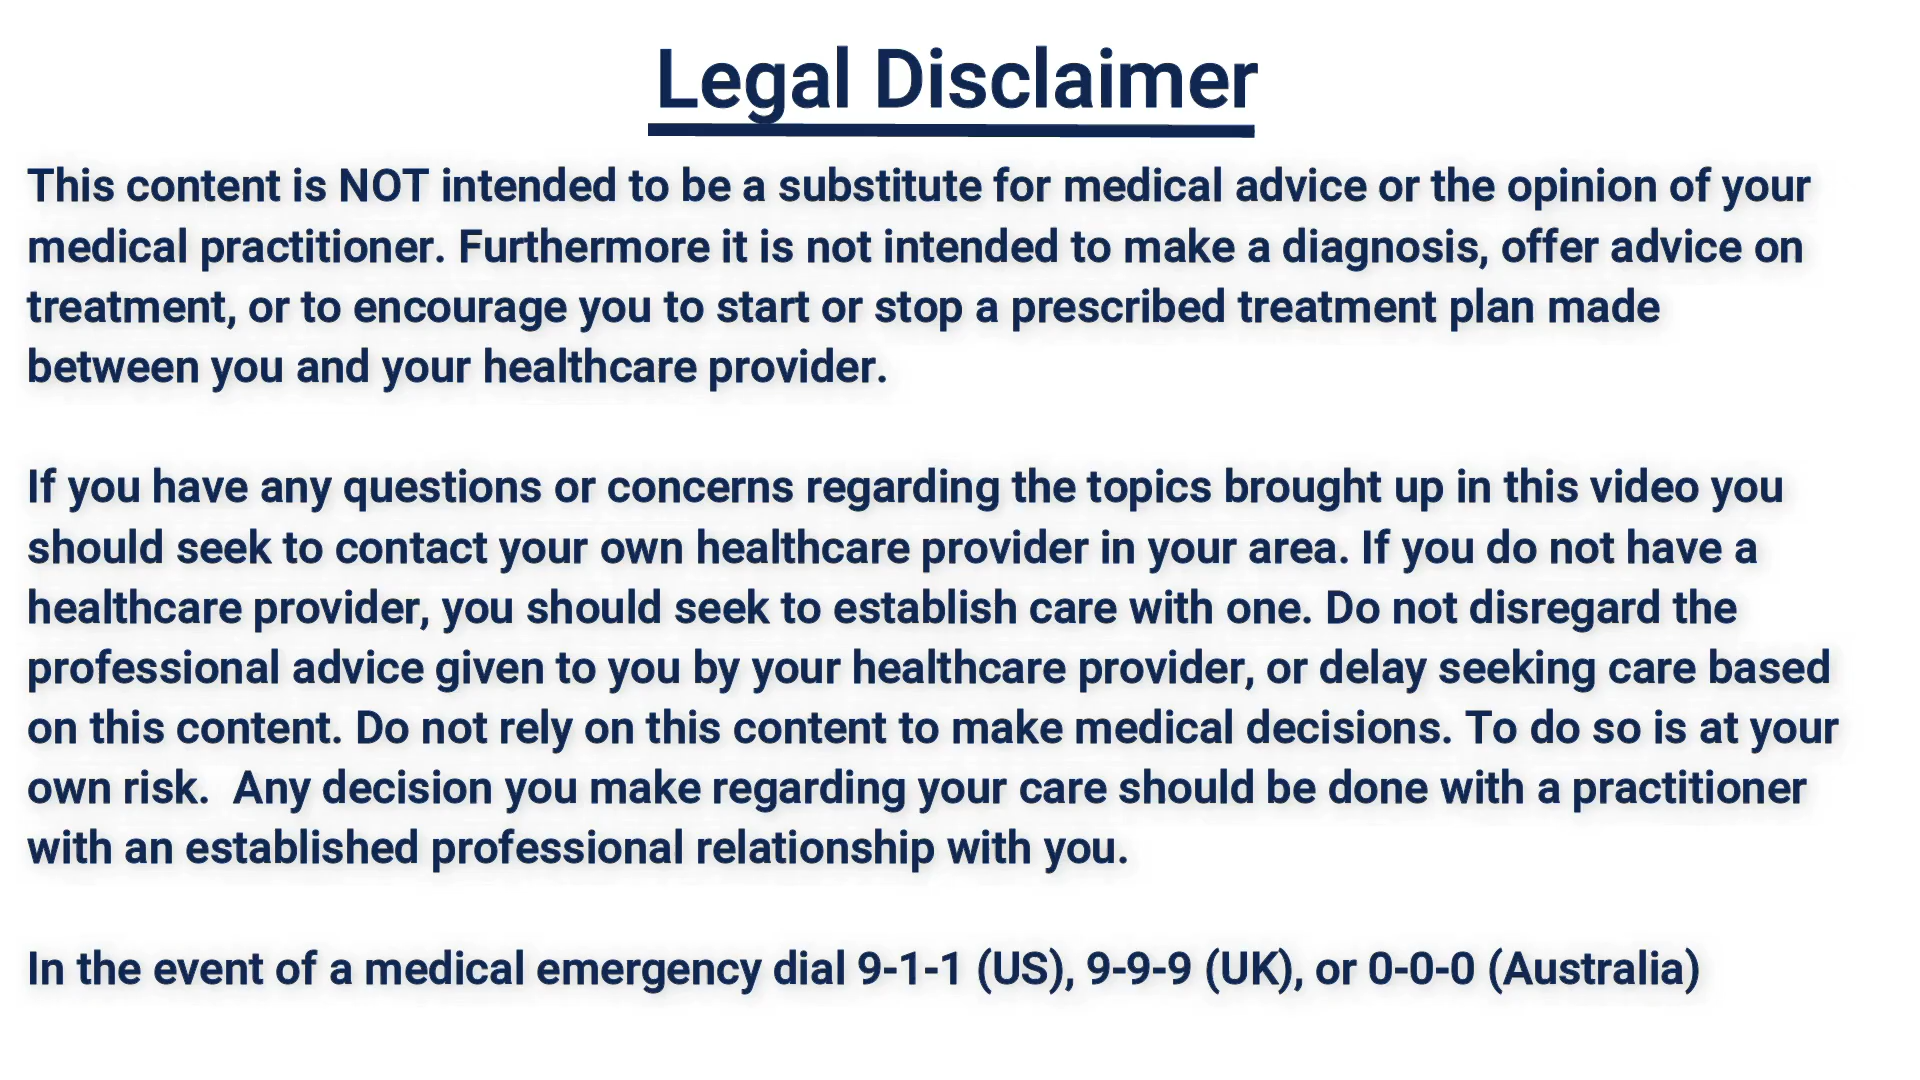 Legal Disclaimer
This content is NOT intended to be a substitute for medical advice or the opinion of your
medical practitioner. Furthermore it is not intended to make a diagnosis, offer advice on
treatment, or to encourage you to start or stop a prescribed treatment plan made
between you and your healthcare provider.
If you have any questions or concerns regarding the topics brought up in this video you
should seek to contact your own healthcare provider in your area. If you do not have a
healthcare provider, you should seek to establish care with one. Do not disregard the
professional advice given to you by your healthcare provider, or delay seeking care based
on this content. Do not rely on this content to make medical decisions. To do so is at your
own risk.  Any decision you make regarding your care should be done with a practitioner
with an established professional relationship with you.
In the event of a medical emergency dial 9-1-1 (US), 9-9-9 (UK), or 0-0-0 (Australia)